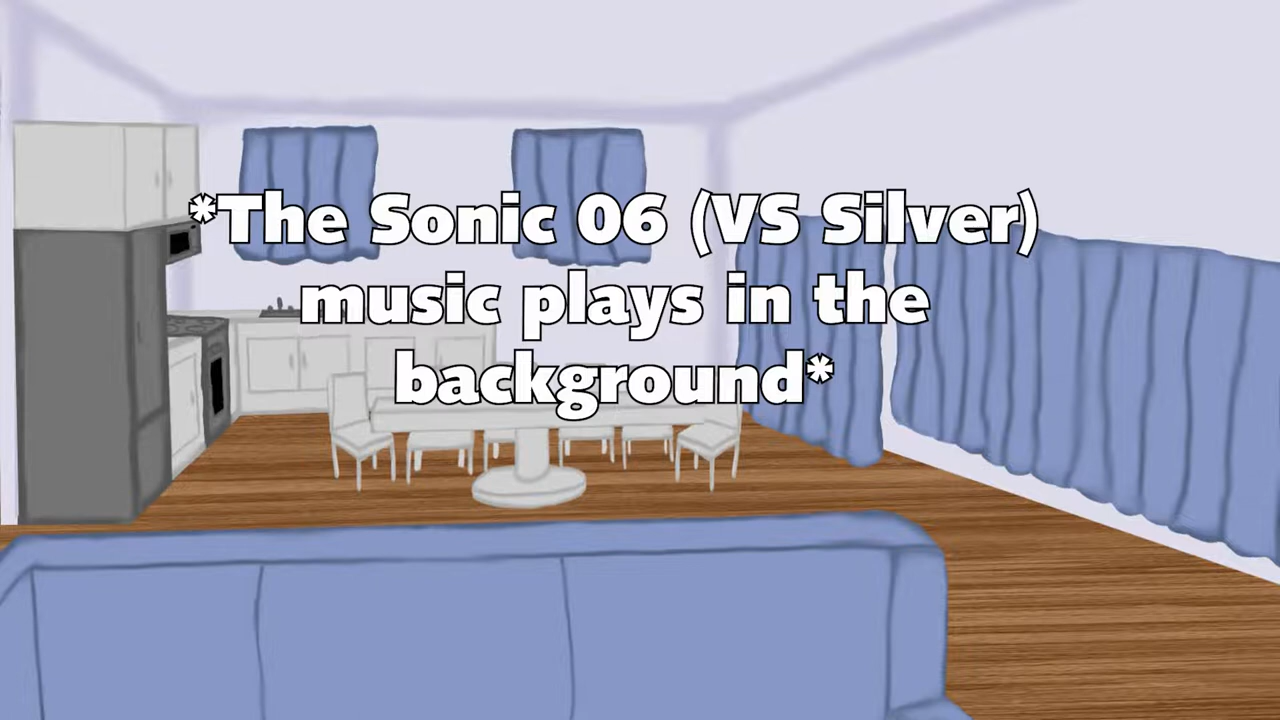 *The Sonic 06 (VS Silver)
music plays in the
background*